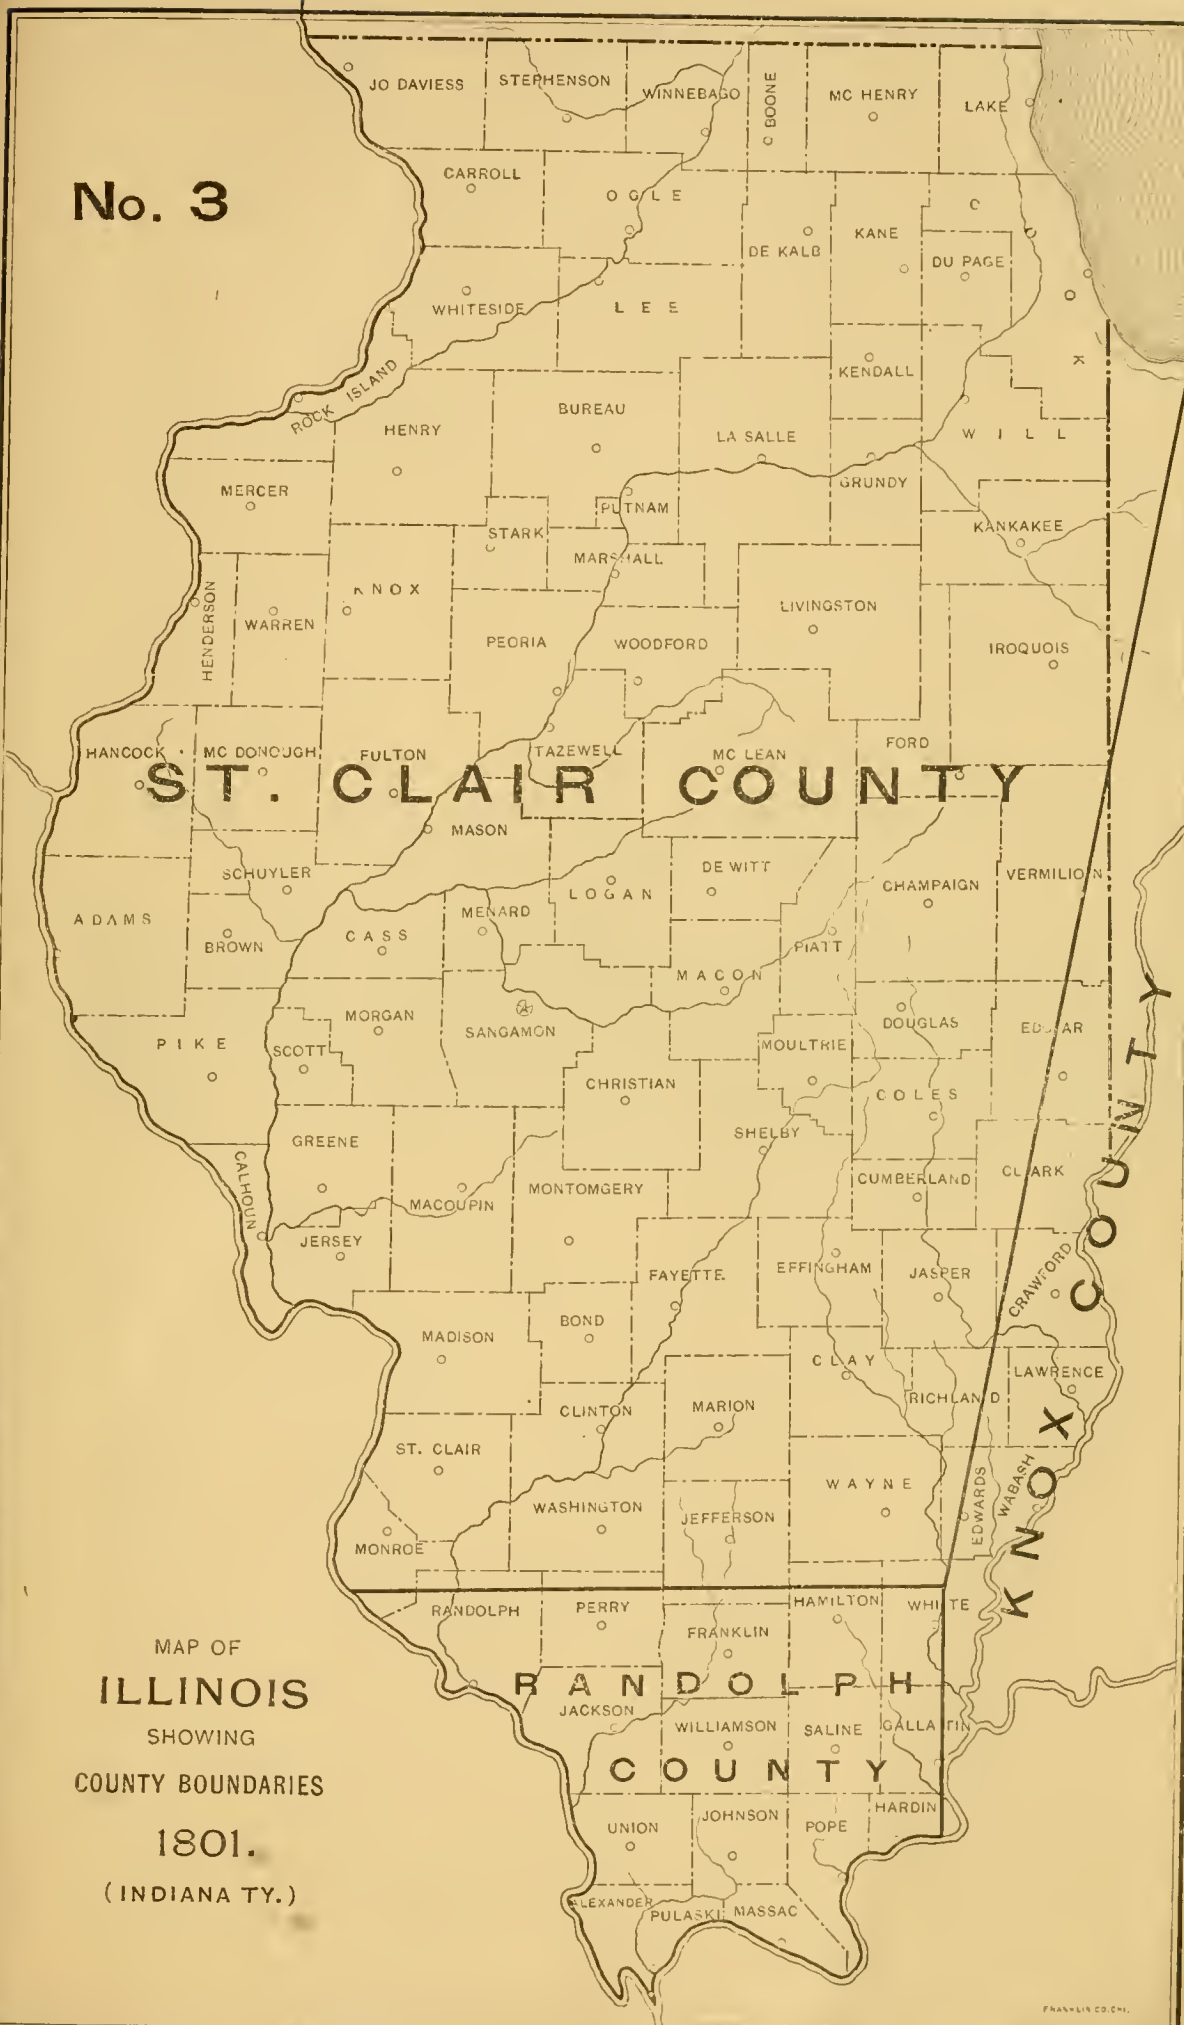 No. 3
JO DAVIESS
STEPHENSON
WINNEBAGO
BOONE
MC HENRY
LAKE
CARROLL
OGLE
DE KALB
KANE
COOK
DU PAGE
WHITESIDE
LEE
ROCK ISLAND
KENDALL
HENRY
BUREAU
LA SALLE
WILL
MERCER
GRUNDY
PUTNAM
STARK
KANKAKEE
MARSHALL
HENDERSON
WARREN
KNOX
PEORIA
WOODFORD
LIVINGSTON
IROQUOIS
HANCOCK
MC DONOUGH
FULTON
TAZEWELL
MC LEAN
FORD
ST. CLAIR COUNTY
MASON
SCHUYLER
LOGAN
DE WITT
CHAMPAIGN
VERMILION
ADAMS
BROWN
CASS
MENARD
PIATT
MACON
MORGAN
SANGAMON
DOUGLAS
EDGAR
PIKE
SCOTT
MOULTRIE
CHRISTIAN
COLES
GREENE
SHELBY
CALHOUN
MACOUPIN
MONTOMGERY
CUMBERLAND
CLARK
JERSEY
FAYETTE
EFFINGHAM
JASPER
CRAWFORD
MADISON
BOND
CLAY
LAWRENCE
CLINTON
MARION
RICHLAND
ST. CLAIR
WAYNE
EDWARDS
WABASH
KNOX COUNTY
WASHINGTON
JEFFERSON
MONROE
RANDOLPH
PERRY
HAMILTON
WHITE
FRANKLIN
RANDOLPH
JACKSON
WILLIAMSON
SALINE
GALLATIN
COUNTY
UNION
JOHNSON
POPE
HARDIN
ALEXANDER
PULASKI
MASSAC
MAP OF
ILLINOIS
SHOWING
COUNTY BOUNDARIES
1801.
(INDIANA TY.)
FRANKLIN CO. CHI.